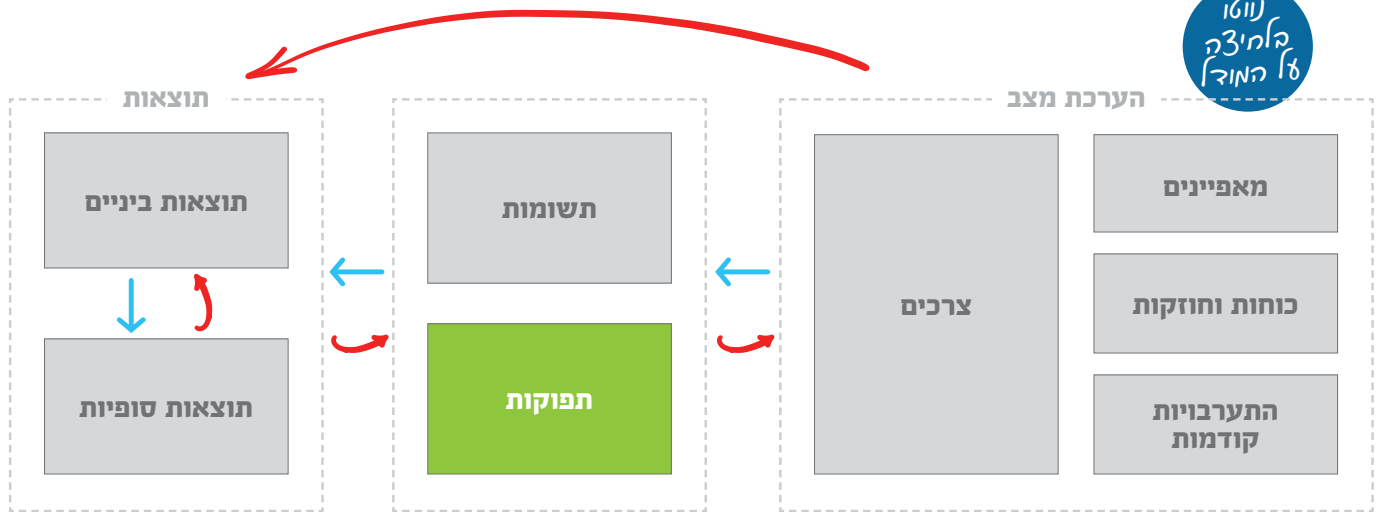 נווטו
בלחיצה
על המודל
הערכת מצב
מאפיינים
כוחות וחוזקות
התערבויות
קודמות
צרכים
תשומות
תפוקות
תוצאות
תוצאות ביניים
תוצאות סופיות